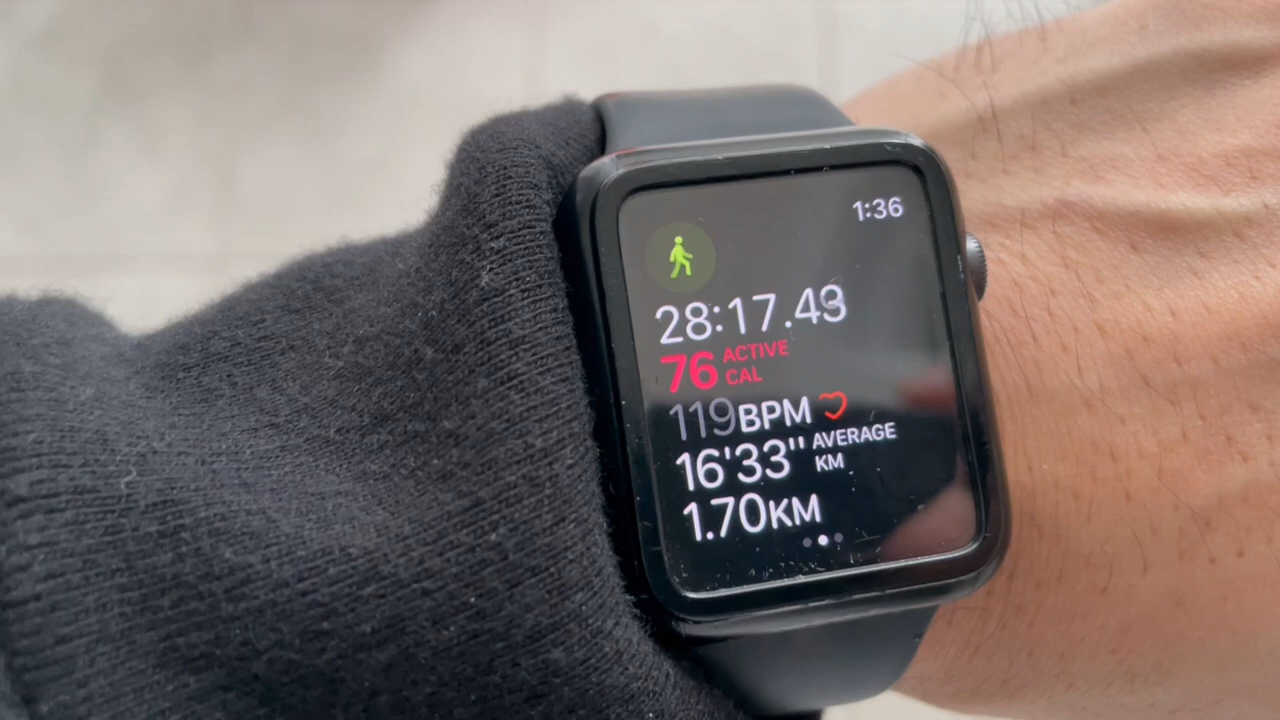 1:36
28:17.43
76 ACTIVE
CAL
119BPM
16'33" AVERAGE
KM
1.70KM